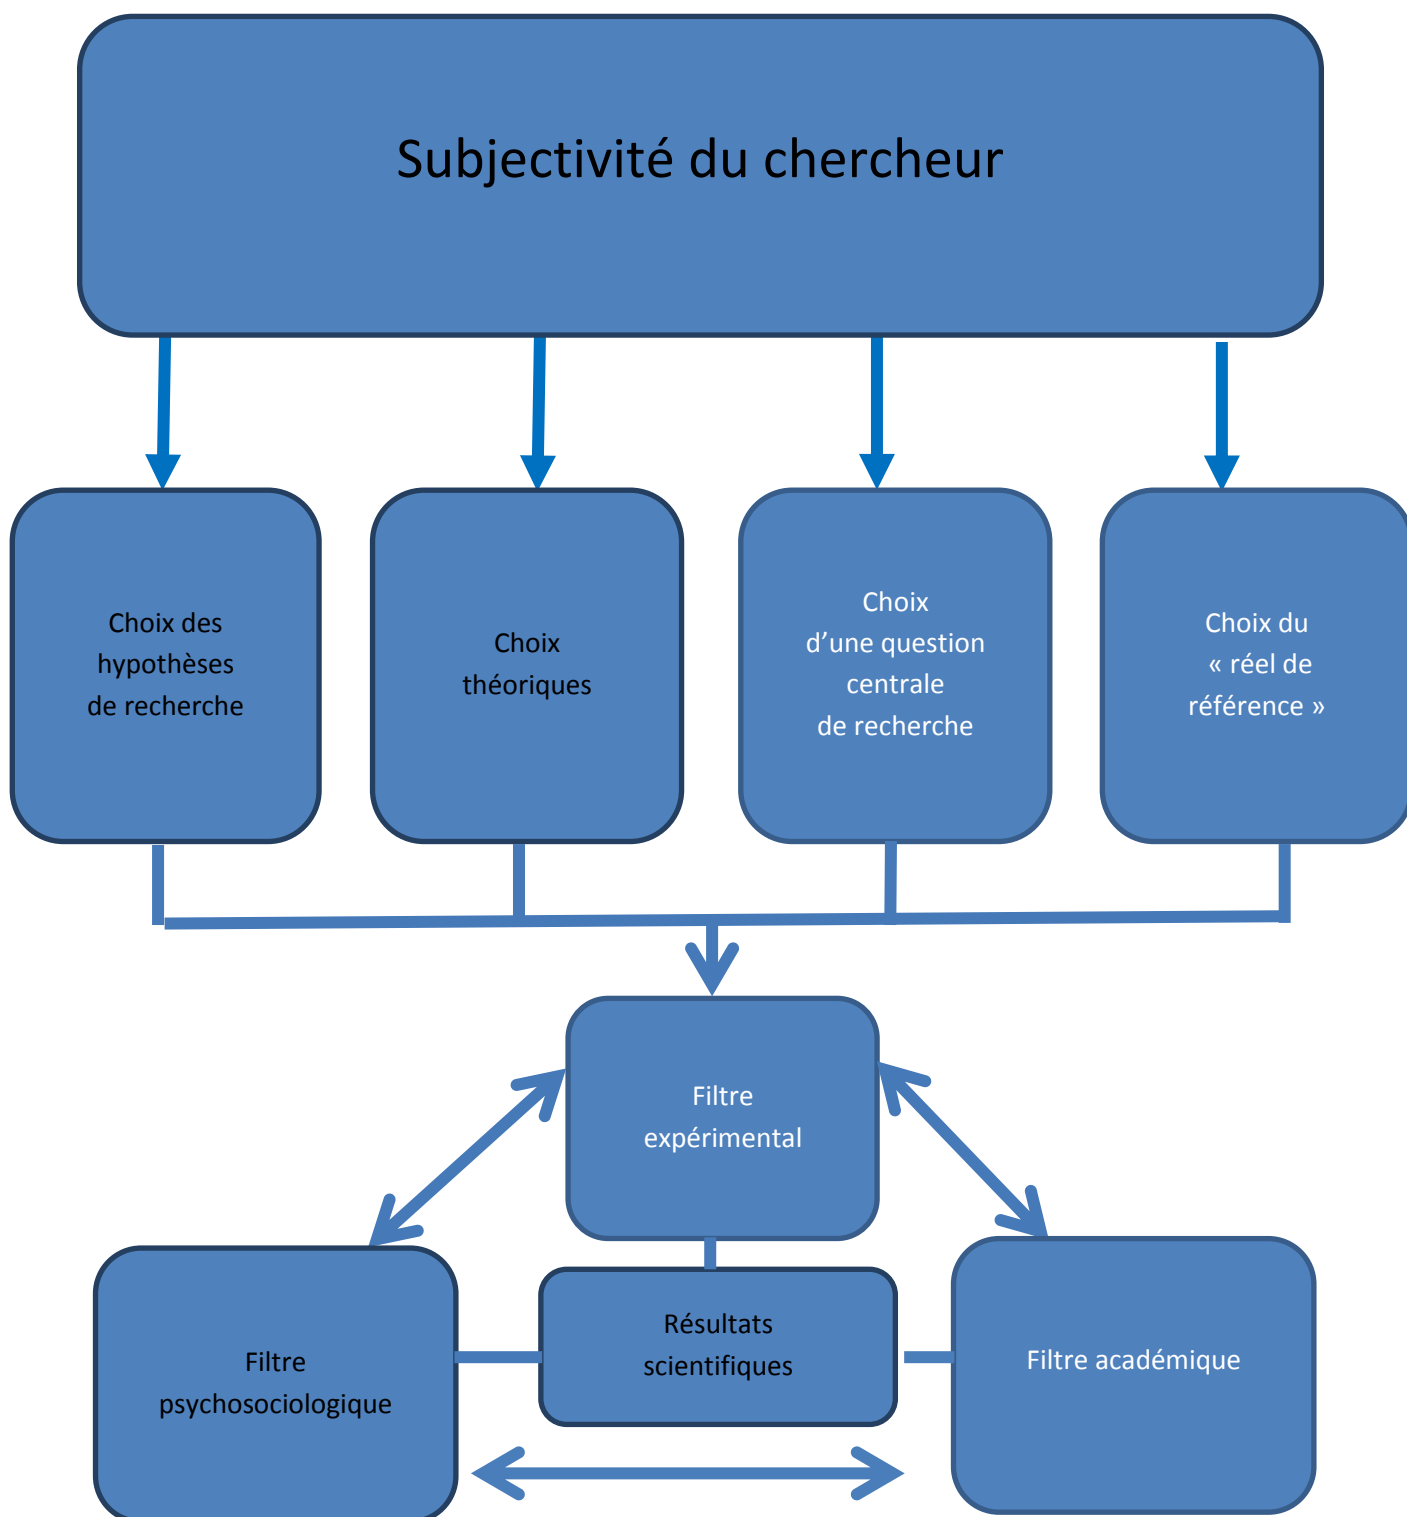 Subjectivité du chercheur
Choix des
hypothèses
de recherche
Choix
théoriques
Choix
d’une question
centrale
de recherche
Choix du
« réel de
référence »
Filtre
expérimental
Résultats
scientifiques
Filtre
psychosociologique
Filtre académique